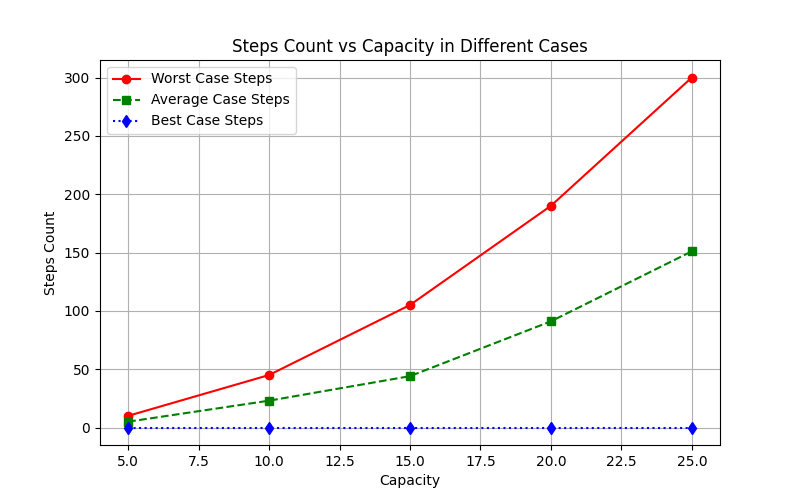 Steps Count vs Capacity in Different Cases
Worst Case Steps
Average Case Steps
Best Case Steps
Steps Count
300
250
200
150
100
50
0
5.0 7.5 10.0 12.5 15.0 17.5 20.0 22.5 25.0
Capacity